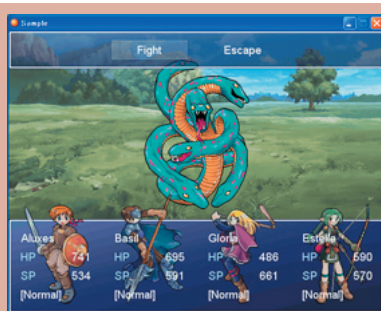 Sample
Fight Escape
Aluxes Basil Gloria Estelle
HP 741 HP 695 HP 486 HP 590
SP 534 SP 591 SP 661 SP 570
[Normal] [Normal] [Normal] [Normal]